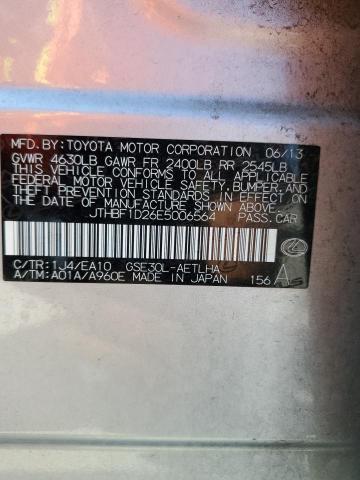 MFD. BY: TOYOTA MOTOR CORPORATION 06/13
GVWR 4630LB GAWR FR 2400LB RR 2545LB
THIS VEHICLE CONFORMS TO ALL APPLICABLE
FEDERAL MOTOR VEHICLE SAFETY, BUMPER, AND
THEFT PREVENTION STANDARDS IN EFFECT ON
THE DATE OF MANUFACTURE SHOWN ABOVE.
JTHBF1D26E5006564 PASS. CAR
C/TR: 1J4/EA10 GSE30L-AETLHA
A/TM: A01A/A960E MADE IN JAPAN 156 A5